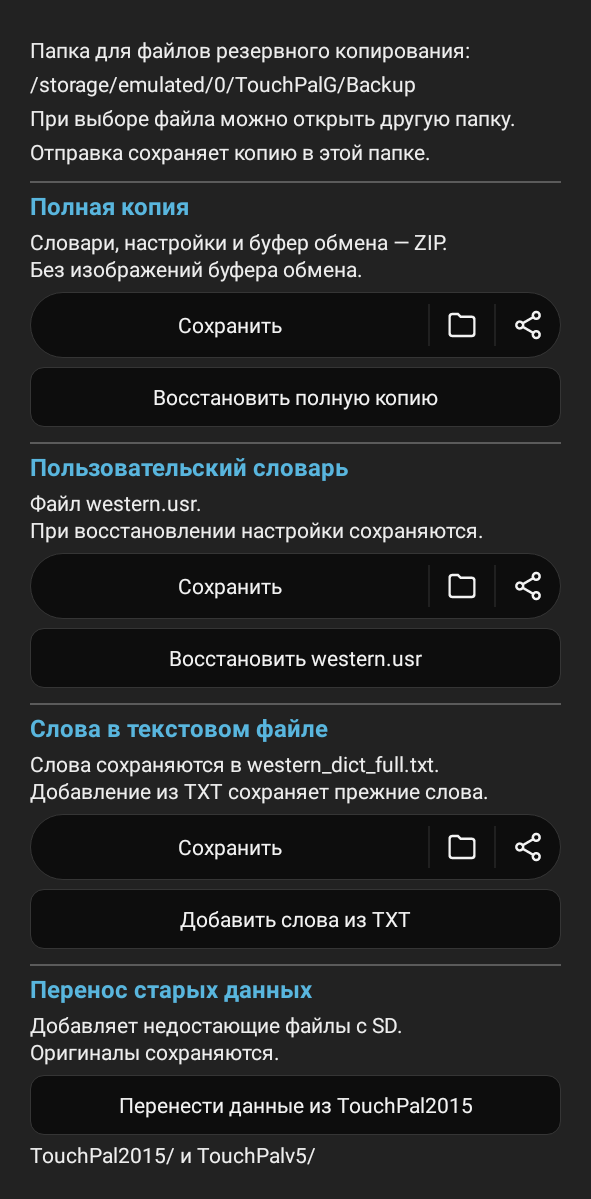 Папка для файлов резервного копирования:
/storage/emulated/0/TouchPalG/Backup
При выборе файла можно открыть другую папку.
Отправка сохраняет копию в этой папке.
Полная копия
Словари, настройки и буфер обмена — ZIP.
Без изображений буфера обмена.
Сохранить
Восстановить полную копию
Пользовательский словарь
Файл western.usr.
При восстановлении настройки сохраняются.
Сохранить
Восстановить western.usr
Слова в текстовом файле
Слова сохраняются в western_dict_full.txt.
Добавление из TXT сохраняет прежние слова.
Сохранить
Добавить слова из TXT
Перенос старых данных
Добавляет недостающие файлы с SD.
Оригиналы сохраняются.
Перенести данные из TouchPal2015
TouchPal2015/ и TouchPalv5/